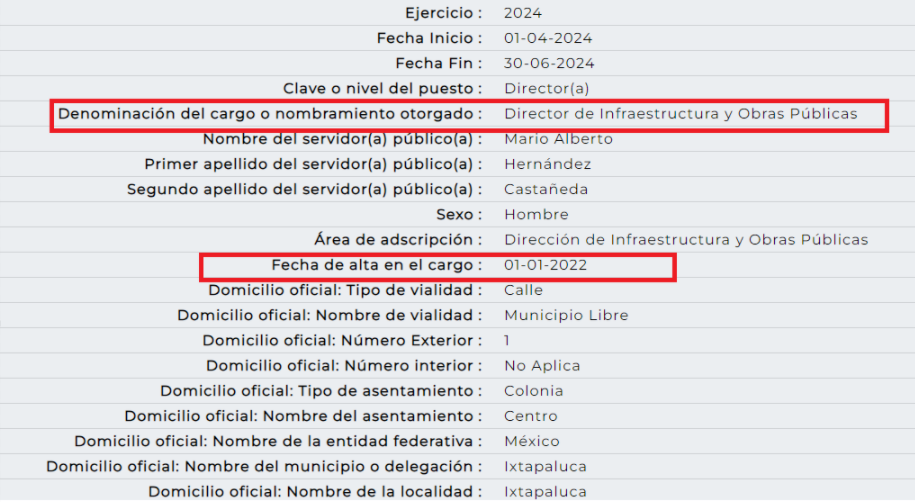 Ejercicio : 2024
Fecha Inicio : 01-04-2024
Fecha Fin : 30-06-2024
Clave o nivel del puesto : Director(a)
Denominación del cargo o nombramiento otorgado : Director de Infraestructura y Obras Públicas
Nombre del servidor(a) público(a) : Mario Alberto
Primer apellido del servidor(a) público(a) : Hernández
Segundo apellido del servidor(a) público(a) : Castañeda
Sexo : Hombre
Área de adscripción : Dirección de Infraestructura y Obras Públicas
Fecha de alta en el cargo : 01-01-2022
Domicilio oficial: Tipo de vialidad : Calle
Domicilio oficial: Nombre de vialidad : Municipio Libre
Domicilio oficial: Número Exterior : 1
Domicilio oficial: Número interior : No Aplica
Domicilio oficial: Tipo de asentamiento : Colonia
Domicilio oficial: Nombre del asentamiento : Centro
Domicilio oficial: Nombre de la entidad federativa : México
Domicilio oficial: Nombre del municipio o delegación : Ixtapaluca
Domicilio oficial: Nombre de la localidad : Ixtapaluca